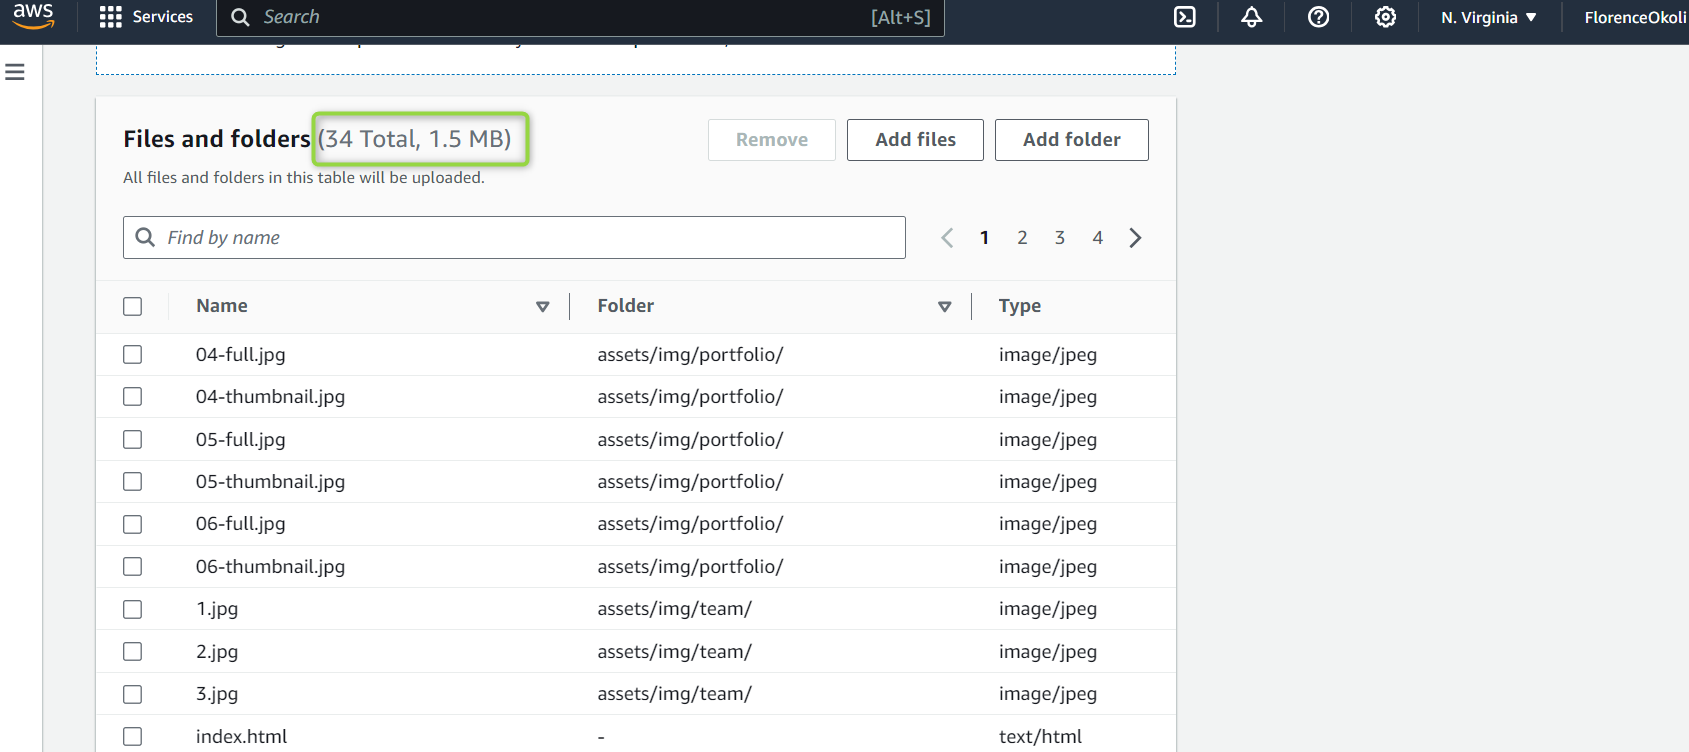 aws Services Search [Alt+S] N. Virginia FlorenceOkoli
Files and folders (34 Total, 1.5 MB) Remove Add files Add folder
All files and folders in this table will be uploaded.
Find by name 1 2 3 4
Name Folder Type
04-full.jpg assets/img/portfolio/ image/jpeg
04-thumbnail.jpg assets/img/portfolio/ image/jpeg
05-full.jpg assets/img/portfolio/ image/jpeg
05-thumbnail.jpg assets/img/portfolio/ image/jpeg
06-full.jpg assets/img/portfolio/ image/jpeg
06-thumbnail.jpg assets/img/portfolio/ image/jpeg
1.jpg assets/img/team/ image/jpeg
2.jpg assets/img/team/ image/jpeg
3.jpg assets/img/team/ image/jpeg
index.html - text/html